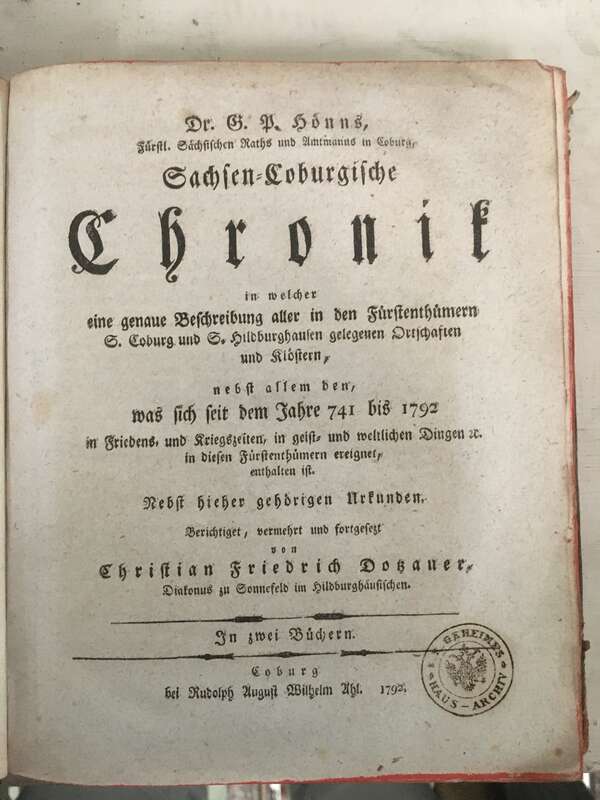 Dr. G. P. Hönns,
Fürstl. Sächsischen Raths und Amtmanns in Coburg,
Sachsen-Coburgische
Chronik
in welcher
eine genaue Beschreibung aller in den Fürstenthümern
S. Coburg und S. Hildburghausen gelegenen Ortschaften
und Klöstern,
nebst allem den,
was sich seit dem Jahre 741 bis 1792
in Friedens- und Kriegszeiten, in geist- und weltlichen Dingen ꝛc.
in diesen Fürstenthümern ereignet,
enthalten ist.
Nebst hieher gehörigen Urkunden.
Berichtiget, vermehrt und fortgesezt
von
Christian Friedrich Dotzauer,
Diakonus zu Sonnefeld im Hildburghäusischen.
In zwei Büchern.
Coburg
bei Rudolph August Wilhelm Ahl. 1792.
GEHEIMES
HAUS-ARCHIV